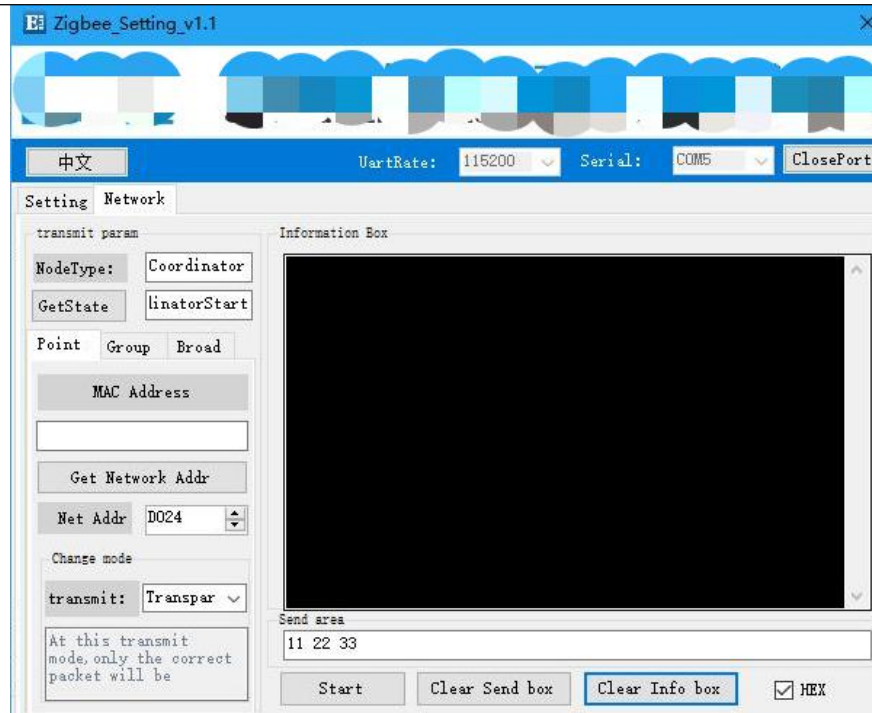 Zigbee_Setting_v1.1
中文
UartRate: 115200 Serial: COM5 ClosePort
Setting Network
transmit param
NodeType: Coordinator
GetState linatorStart
Point Group Broad
MAC Address
Get Network Addr
Net Addr D024
Change mode
transmit: Transpar
At this transmit
mode,only the correct
packet will be
Information Box
Send area
11 22 33
Start Clear Send box Clear Info box HEX